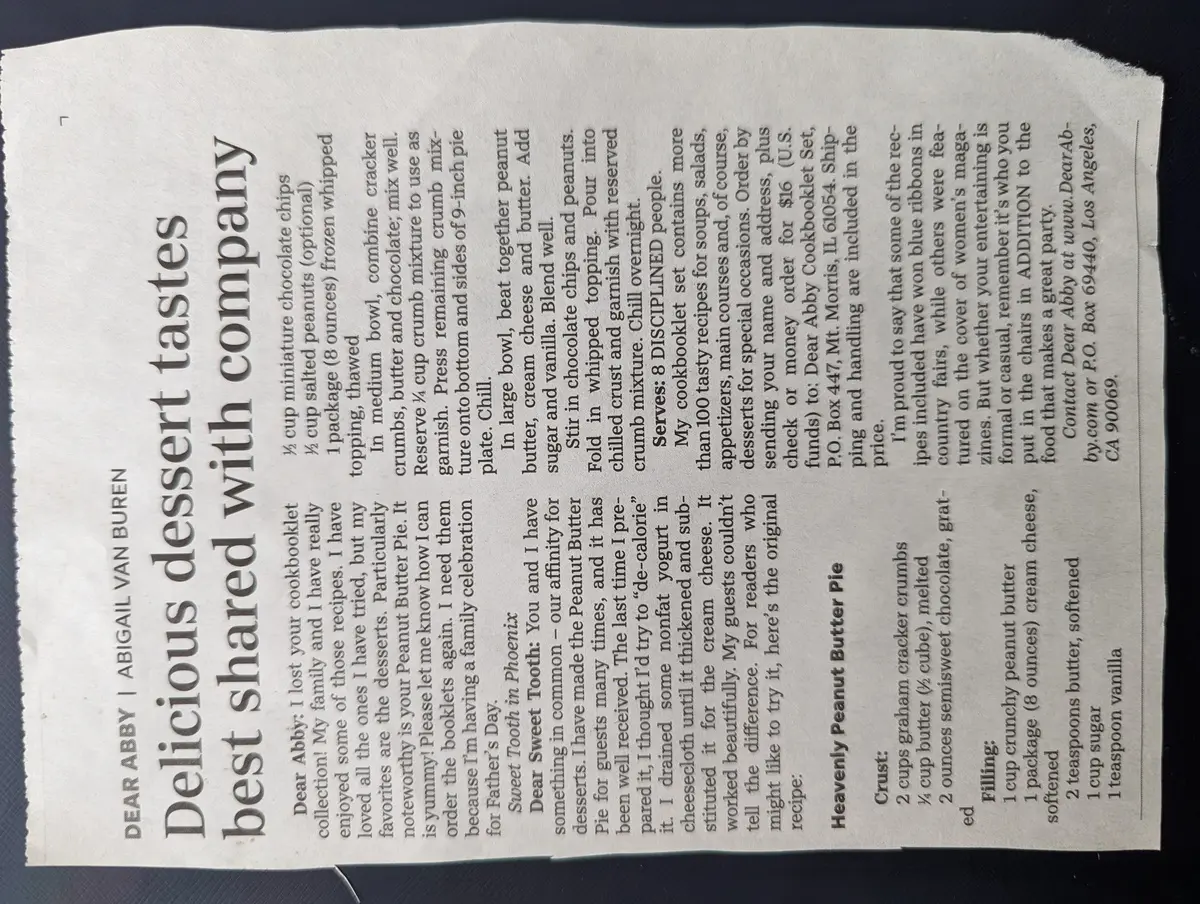 DEAR ABBY | ABIGAIL VAN BUREN
Delicious dessert tastes
best shared with company
Dear Abby: I lost your cookbooklet
collection! My family and I have really
enjoyed some of those recipes. I have
loved all the ones I have tried, but my
favorites are the desserts. Particularly
noteworthy is your Peanut Butter Pie. It
is yummy! Please let me know how I can
order the booklets again. I need them
because I'm having a family celebration
for Father's Day.
Sweet Tooth in Phoenix
Dear Sweet Tooth: You and I have
something in common – our affinity for
desserts. I have made the Peanut Butter
Pie for guests many times, and it has
been well received. The last time I pre-
pared it, I thought I'd try to "de-calorie"
it. I drained some nonfat yogurt in
cheesecloth until it thickened and sub-
stituted it for the cream cheese. It
worked beautifully. My guests couldn't
tell the difference. For readers who
might like to try it, here's the original
recipe:
Heavenly Peanut Butter Pie
Crust:
2 cups graham cracker crumbs
¼ cup butter (½ cube), melted
2 ounces semisweet chocolate, grat-
ed
Filling:
1 cup crunchy peanut butter
1 package (8 ounces) cream cheese,
softened
2 teaspoons butter, softened
1 cup sugar
1 teaspoon vanilla
½ cup miniature chocolate chips
½ cup salted peanuts (optional)
1 package (8 ounces) frozen whipped
topping, thawed
In medium bowl, combine cracker
crumbs, butter and chocolate; mix well.
Reserve ¼ cup crumb mixture to use as
garnish. Press remaining crumb mix-
ture onto bottom and sides of 9-inch pie
plate. Chill.
In large bowl, beat together peanut
butter, cream cheese and butter. Add
sugar and vanilla. Blend well.
Stir in chocolate chips and peanuts.
Fold in whipped topping. Pour into
chilled crust and garnish with reserved
crumb mixture. Chill overnight.
Serves: 8 DISCIPLINED people.
My cookbooklet set contains more
than 100 tasty recipes for soups, salads,
appetizers, main courses and, of course,
desserts for special occasions. Order by
sending your name and address, plus
check or money order for $16 (U.S.
funds) to: Dear Abby Cookbooklet Set,
P.O. Box 447, Mt. Morris, IL 61054. Ship-
ping and handling are included in the
price.
I'm proud to say that some of the rec-
ipes included have won blue ribbons in
country fairs, while others were fea-
tured on the cover of women's maga-
zines. But whether your entertaining is
formal or casual, remember it's who you
put in the chairs in ADDITION to the
food that makes a great party.
Contact Dear Abby at www.DearAb-
by.com or P.O. Box 69440, Los Angeles,
CA 90069.